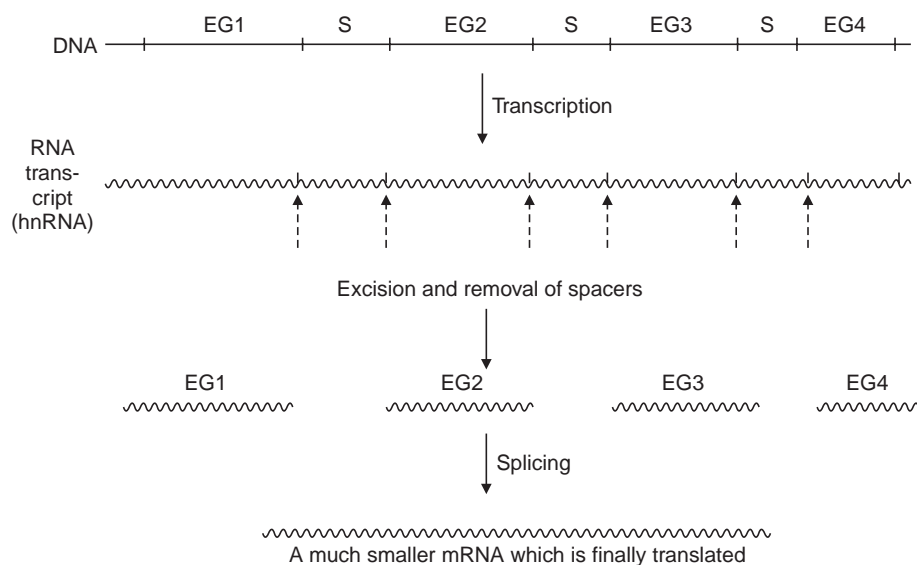 EG1 S EG2 S EG3 S EG4
DNA
Transcription
RNA
trans-
cript
(hnRNA)
Excision and removal of spacers
EG1 EG2 EG3 EG4
Splicing
A much smaller mRNA which is finally translated